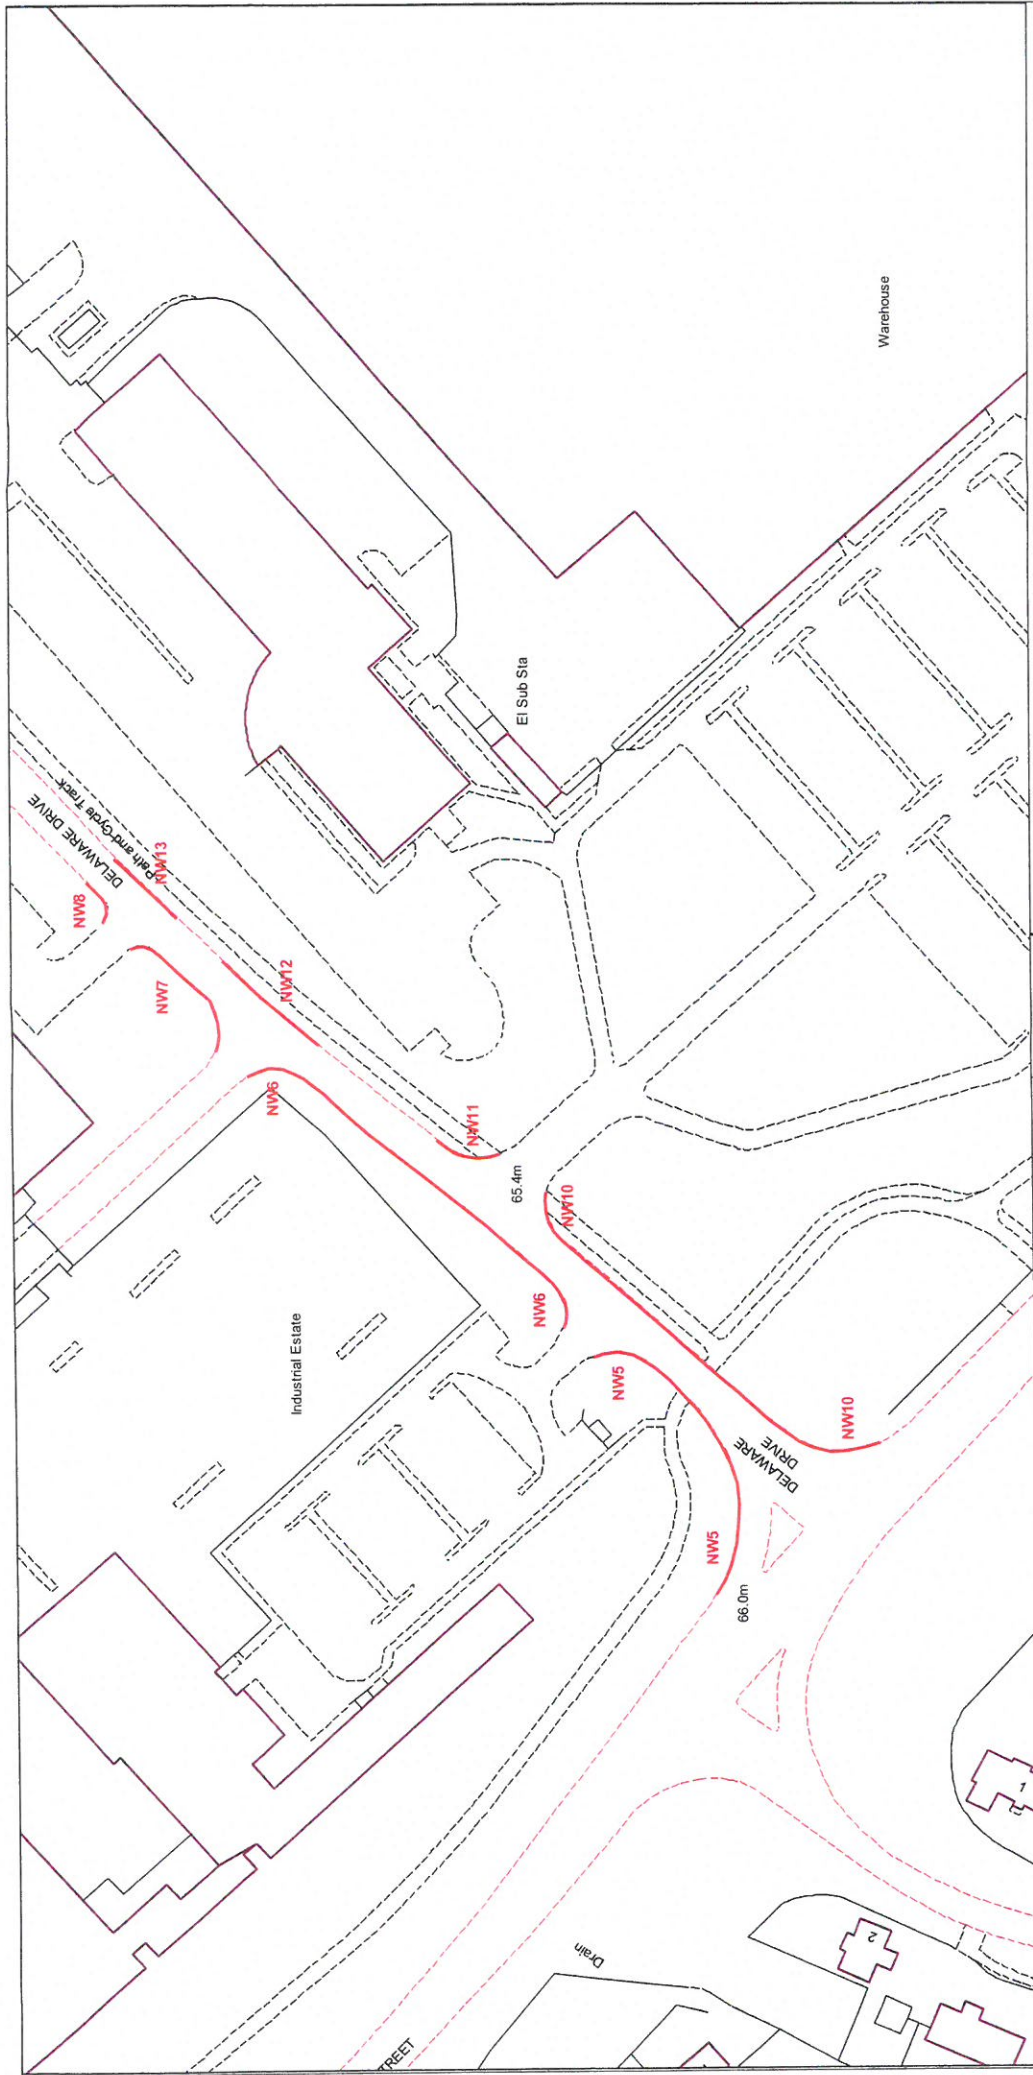 Warehouse
El Sub Sta
DELAWARE DRIVE
Path and Cycle Track
NW13
NW8
NW12
NW7
NW6
NW11
65.4m
NW10
NW6
Industrial Estate
NW5
NW10
DELAWARE
DRIVE
NW5
66.0m
1
2
Drain
TREET